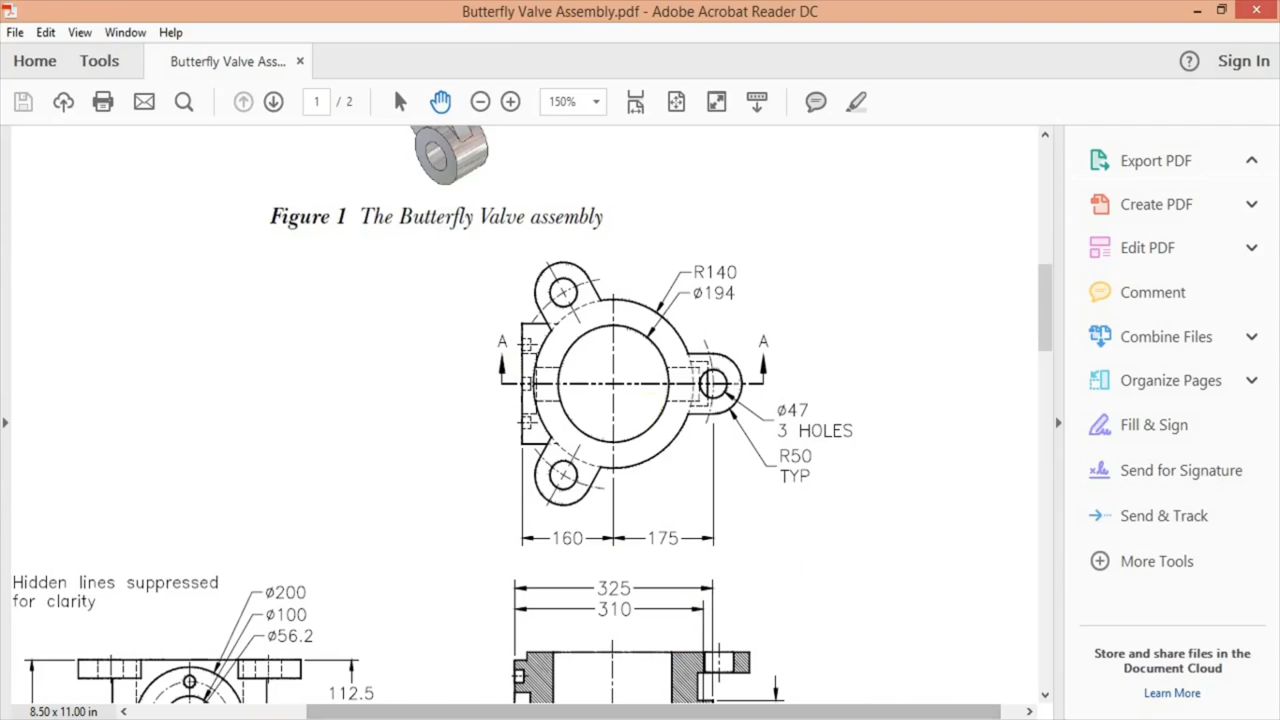 Butterfly Valve Assembly.pdf - Adobe Acrobat Reader DC
File Edit View Window Help
Home Tools Butterfly Valve Ass... × Sign In
1 / 2 150%
Figure 1 The Butterfly Valve assembly
R140
ø194
A A
ø47
3 HOLES
R50
TYP
160 175
Hidden lines suppressed
for clarity
325
310
ø200
ø100
ø56.2
112.5
Export PDF
Create PDF
Edit PDF
Comment
Combine Files
Organize Pages
Fill & Sign
Send for Signature
Send & Track
More Tools
Store and share files in the
Document Cloud
Learn More
8.50 x 11.00 in